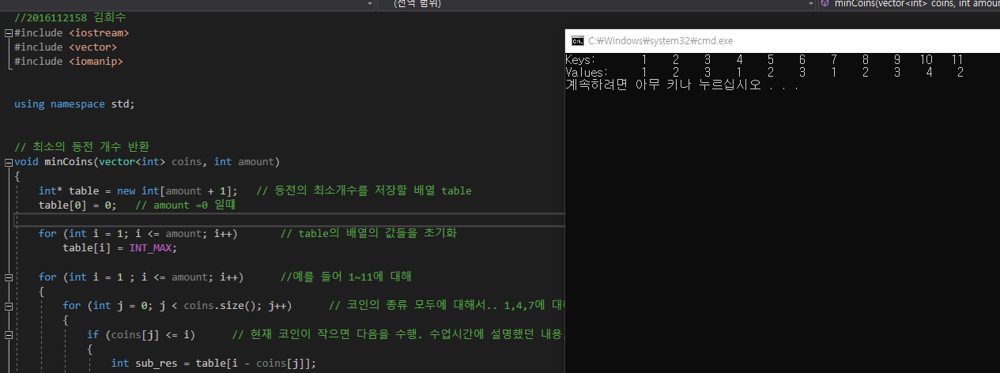 (전역 범위)
minCoins(vector<int> coins, int amour
//2016112158 김희수
#include <iostream>
#include <vector>
#include <iomanip>
using namespace std;
// 최소의 동전 개수 반환
void minCoins(vector<int> coins, int amount)
{
int* table = new int[amount + 1]; // 동전의 최소개수를 저장할 배열 table
table[0] = 0; // amount =0 일떄
for (int i = 1; i <= amount; i++) // table의 배열의 값들을 초기화
table[i] = INT_MAX;
for (int i = 1 ; i <= amount; i++) //예를 들어 1~11에 대해
{
for (int j = 0; j < coins.size(); j++) // 코인의 종류 모두에 대해서.. 1,4,7에 대해
{
if (coins[j] <= i) // 현재 코인이 작으면 다음을 수행. 수업시간에 설명했던 내용.
{
int sub_res = table[i - coins[j]];
C:₩Windows₩system32₩cmd.exe
Keys: 1 2 3 4 5 6 7 8 9 10 11
Values: 1 2 3 1 2 3 1 2 3 4 2
계속하려면 아무 키나 누르십시오 . . .